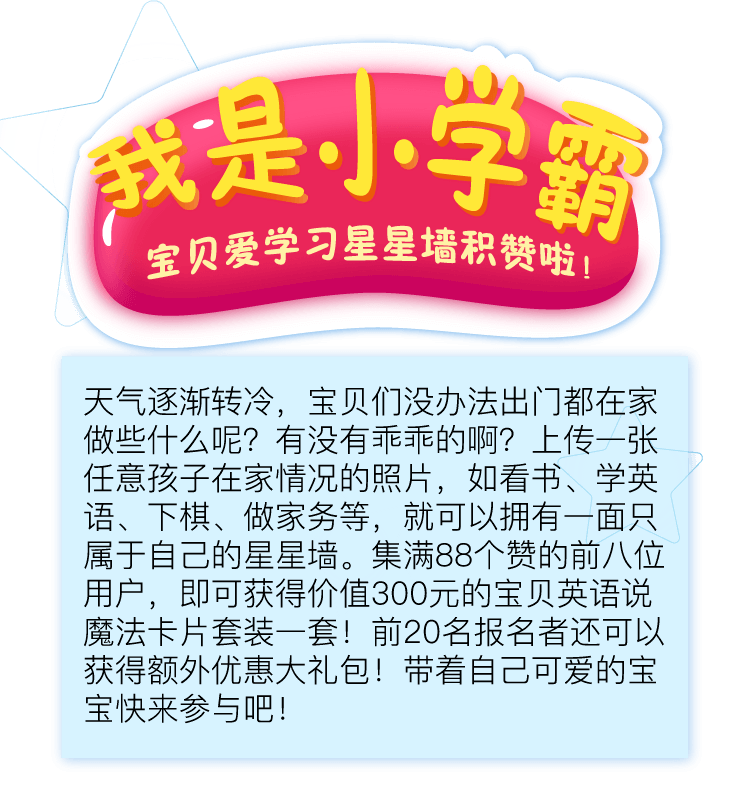 我是小学霸
宝贝爱学习星星墙积赞啦！
天气逐渐转冷，宝贝们没办法出门都在家
做些什么呢？有没有乖乖的啊？上传一张
任意孩子在家情况的照片，如看书、学英
语、下棋、做家务等，就可以拥有一面只
属于自己的星星墙。集满88个赞的前八位
用户，即可获得价值300元的宝贝英语说
魔法卡片套装一套！前20名报名者还可以
获得额外优惠大礼包！带着自己可爱的宝
宝快来参与吧！